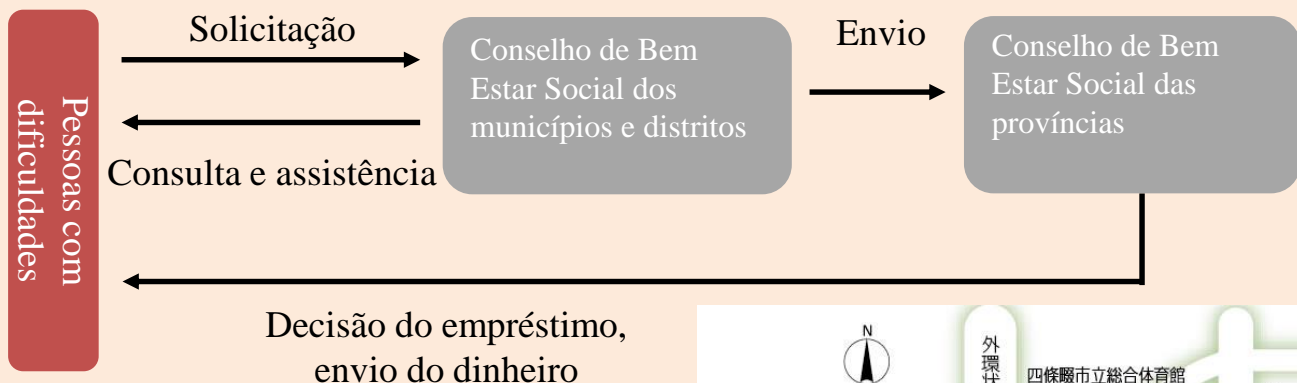 Pessoas com
dificuldades
Solicitação
Consulta e assistência
Conselho de Bem
Estar Social dos
municípios e distritos
Envio
Conselho de Bem
Estar Social das
províncias
Decisão do empréstimo,
envio do dinheiro
N
外環状
四條畷市立総合体育館